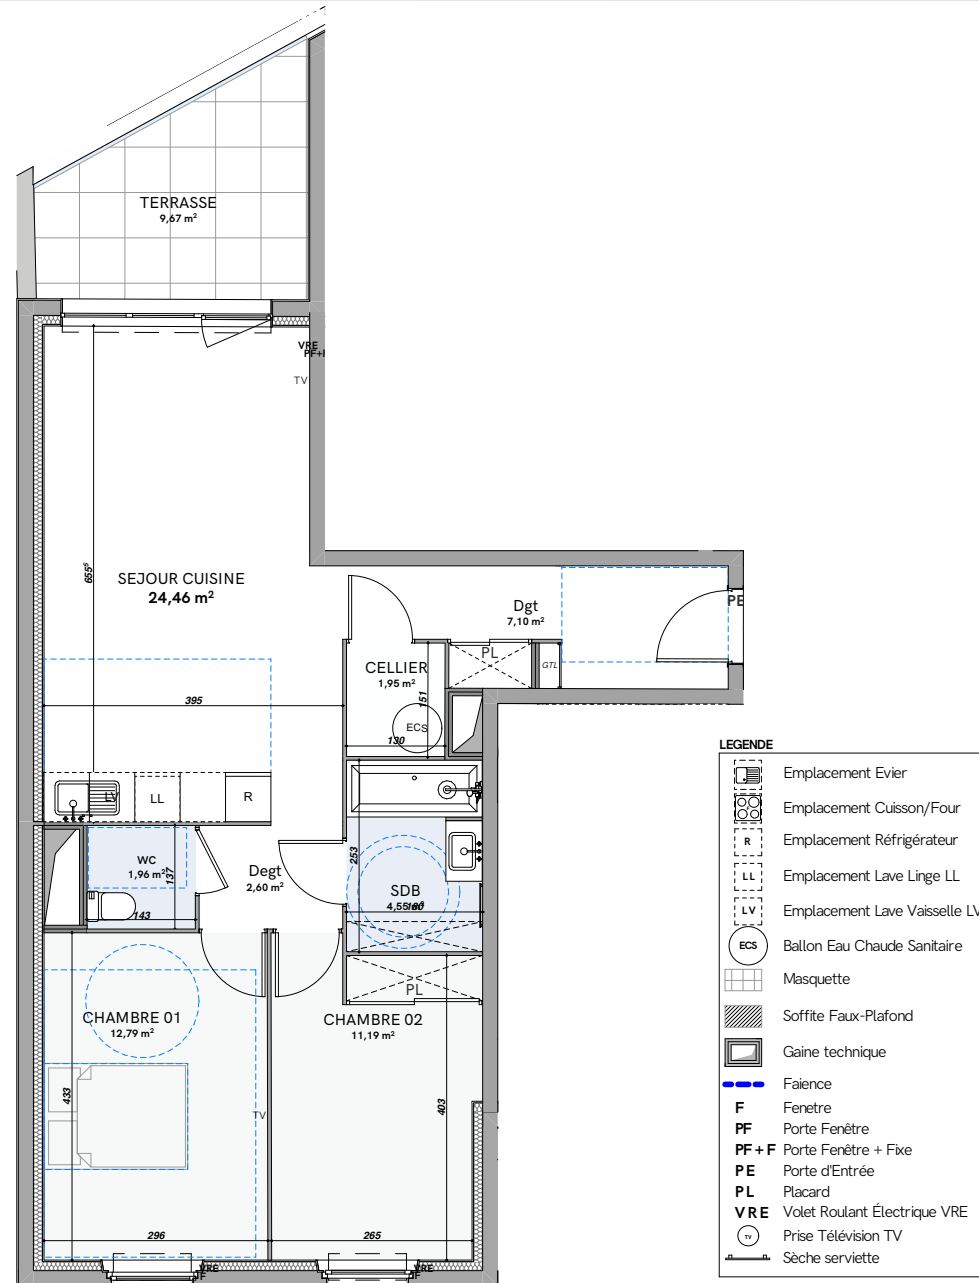 TERRASSE
9,67 m²
VRE
PF+F
TV
655⁵
SEJOUR CUISINE
24,46 m²
Dgt
7,10 m²
PE
PL
GTL
CELLIER
1,95 m²
151
ECS
130
395
LV
LL
R
WC
1,96 m²
137
143
Degt
2,60 m²
253
SDB
4,55 m²
180
PL
CHAMBRE 01
12,79 m²
CHAMBRE 02
11,19 m²
433
403
TV
296
265
VRE
F
VRE
F
LEGENDE
Emplacement Evier
Emplacement Cuisson/Four
R Emplacement Réfrigérateur
LL Emplacement Lave Linge LL
LV Emplacement Lave Vaisselle LV
ECS Ballon Eau Chaude Sanitaire
Masquette
Soffite Faux-Plafond
Gaine technique
Faience
F Fenetre
PF Porte Fenêtre
PF+F Porte Fenêtre + Fixe
PE Porte d'Entrée
PL Placard
VRE Volet Roulant Électrique VRE
TV Prise Télévision TV
Sèche serviette